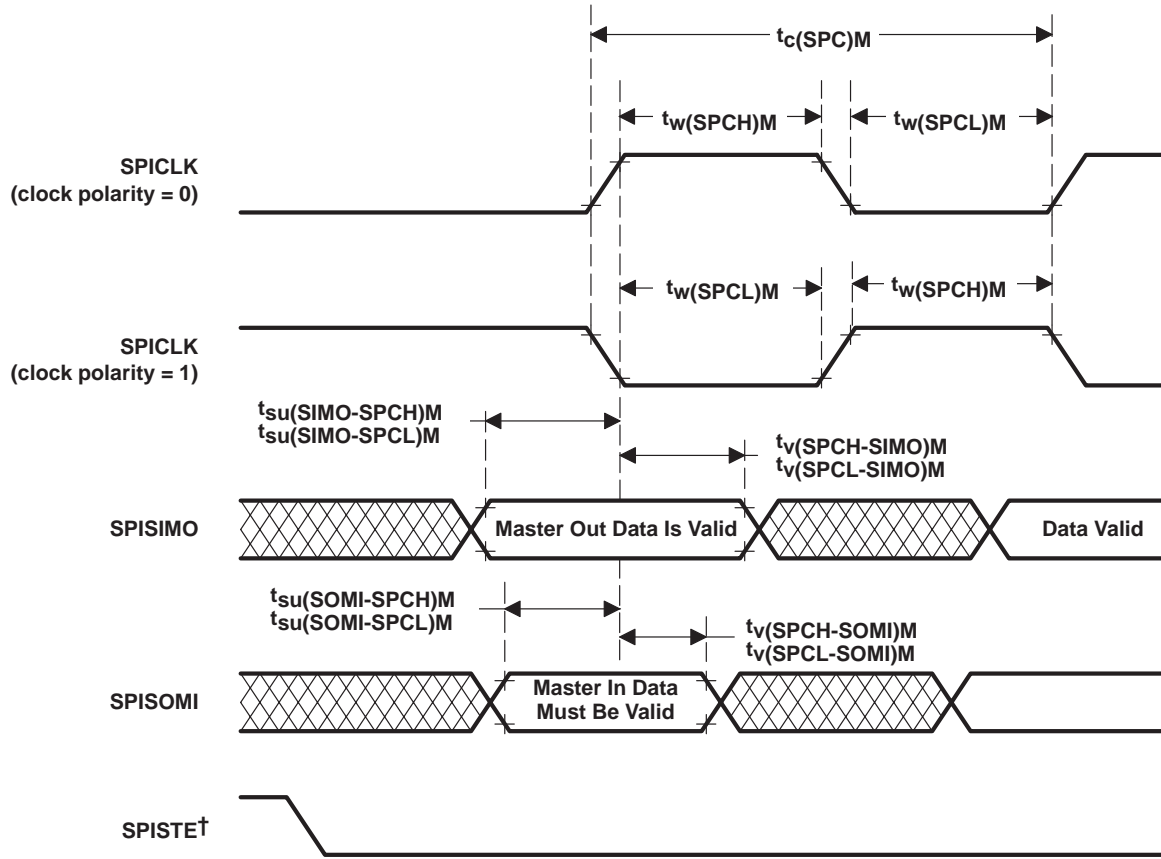 tc(SPC)M
tw(SPCH)M
tw(SPCL)M
SPICLK
(clock polarity = 0)
tw(SPCL)M
tw(SPCH)M
SPICLK
(clock polarity = 1)
tsu(SIMO-SPCH)M
tsu(SIMO-SPCL)M
tv(SPCH-SIMO)M
tv(SPCL-SIMO)M
SPISIMO
Master Out Data Is Valid
Data Valid
tsu(SOMI-SPCH)M
tsu(SOMI-SPCL)M
tv(SPCH-SOMI)M
tv(SPCL-SOMI)M
SPISOMI
Master In Data
Must Be Valid
SPISTE†